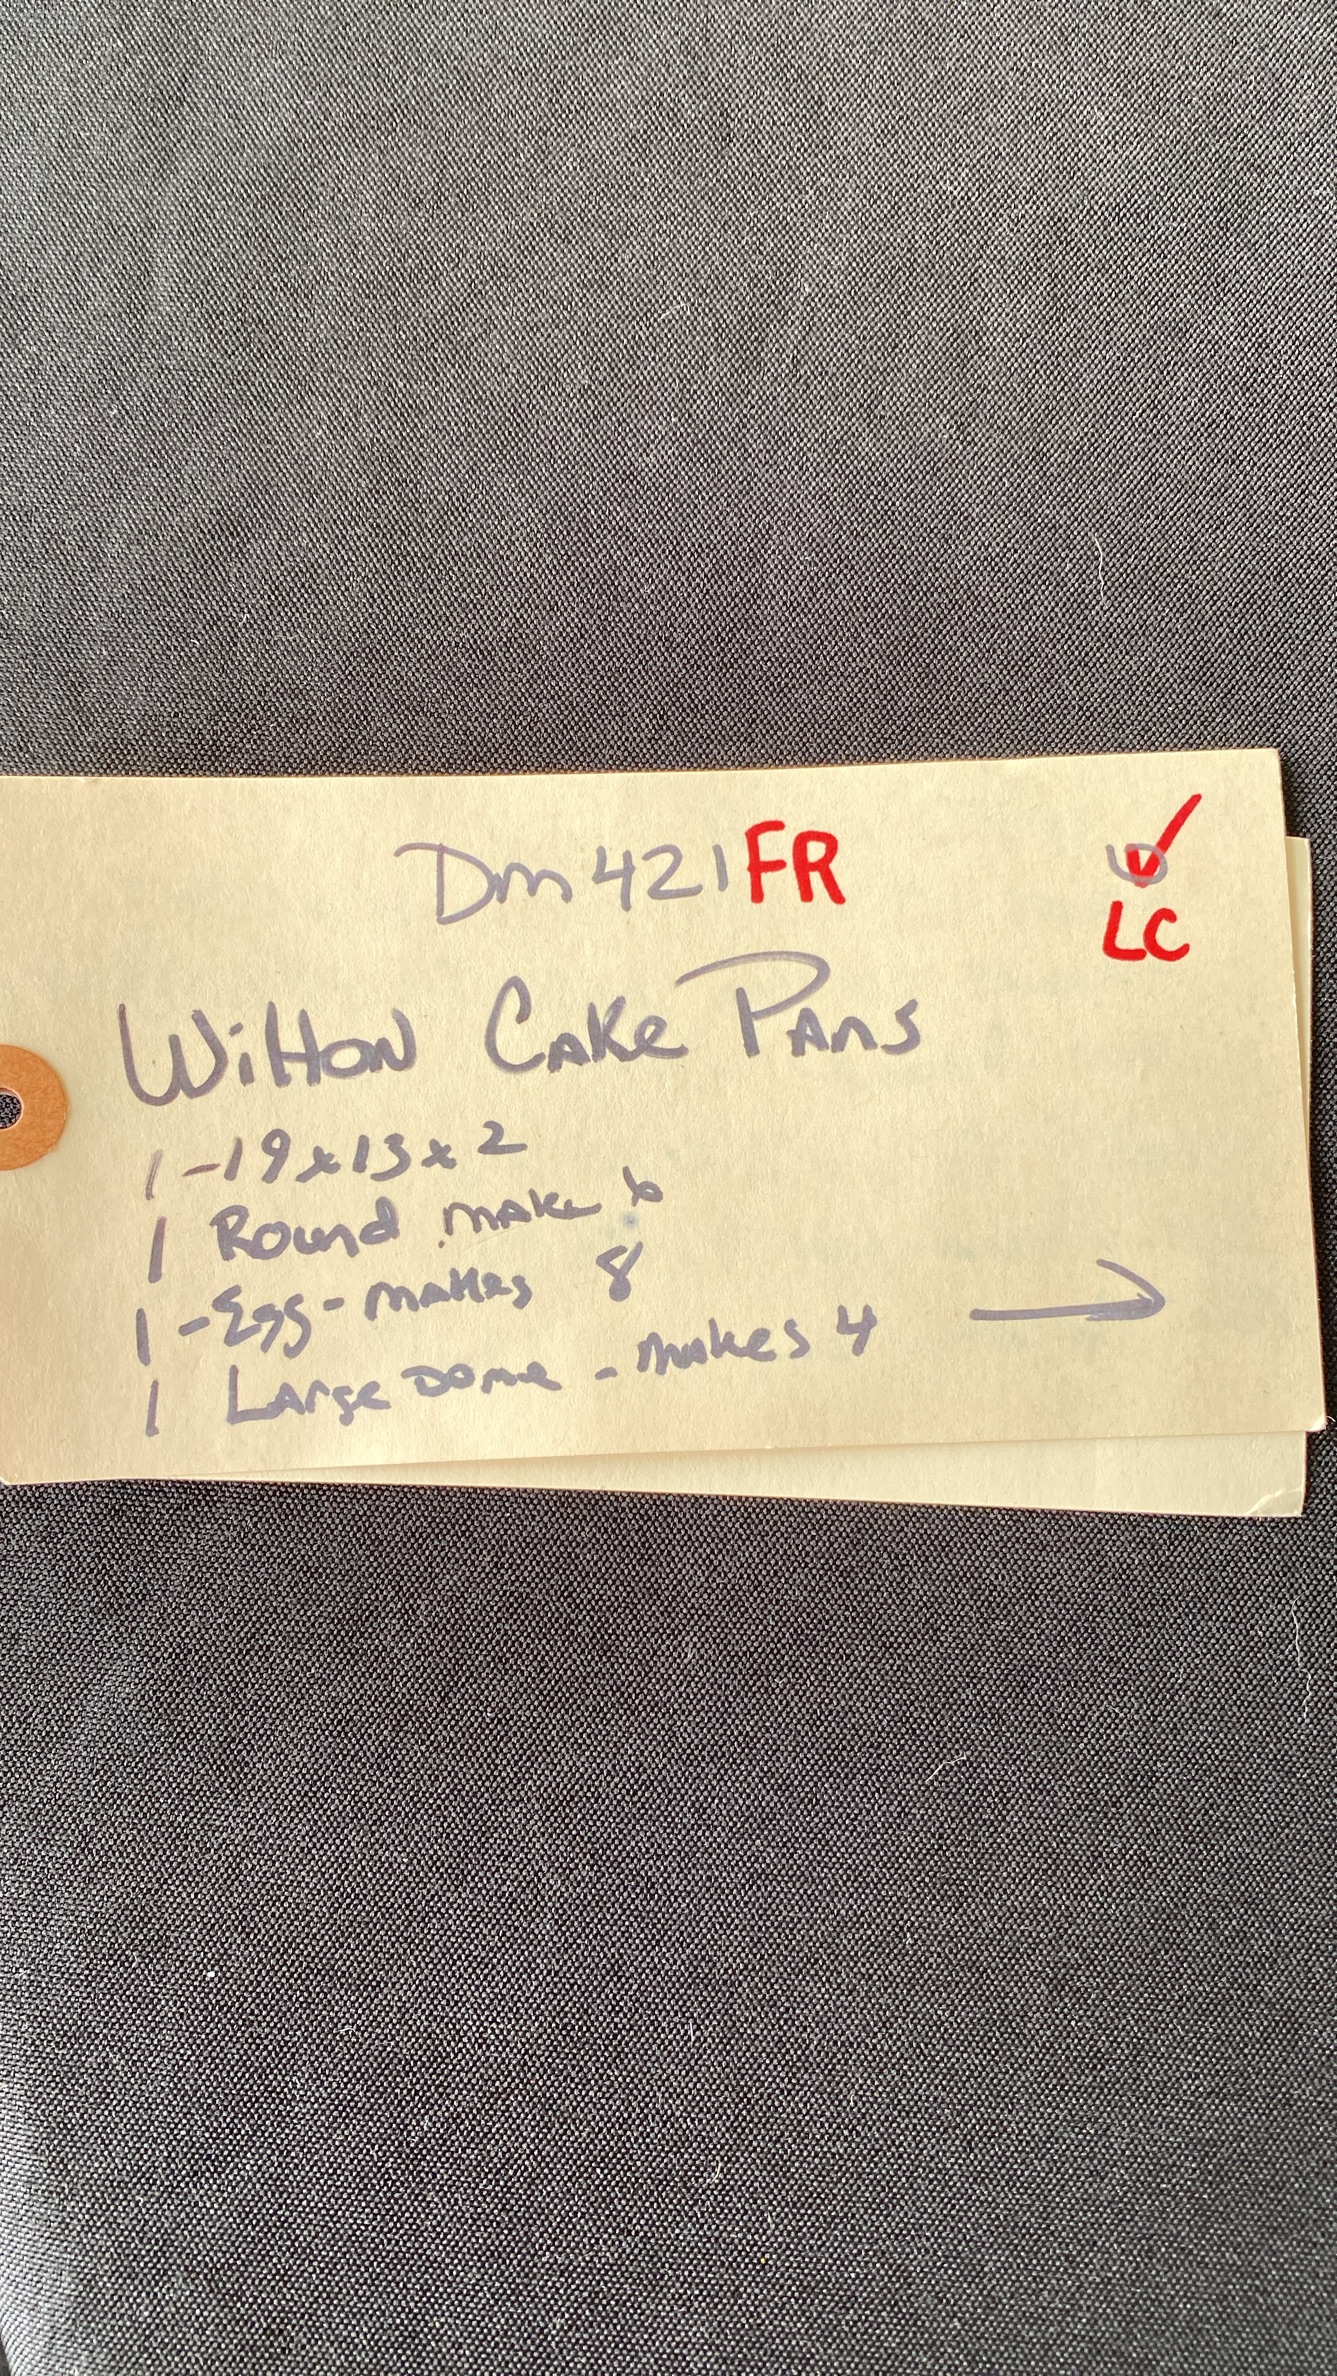 Dm421FR
LC
Wilton Cake Pans
1 -19x13x2
1 Round make 6
1 -Egg- makes 8
1 Large Dome - makes 4